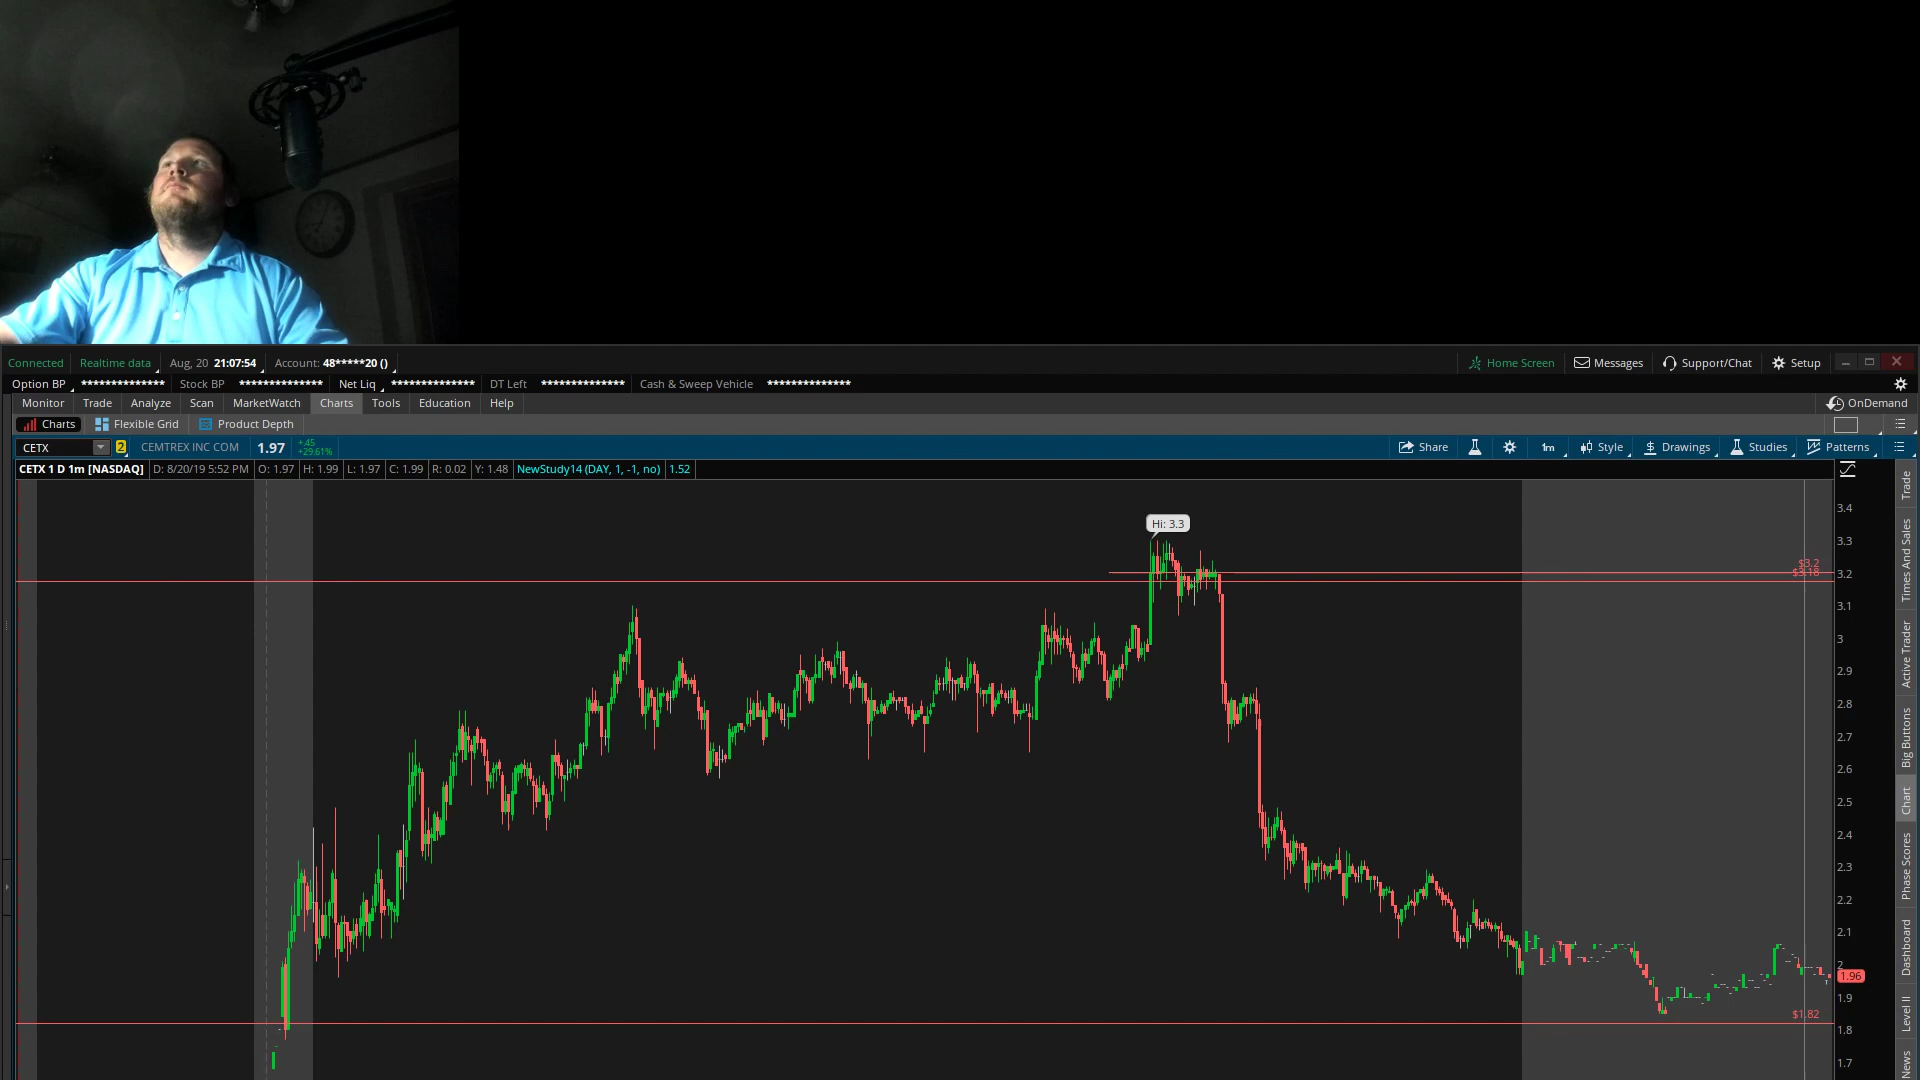 Connected Realtime data Aug, 20 21:07:54 Account: 48*****20 () Home Screen Messages Support/Chat Setup
Option BP ************** Stock BP ************** Net Liq ************** DT Left ************** Cash & Sweep Vehicle **************
Monitor Trade Analyze Scan MarketWatch Charts Tools Education Help OnDemand
Charts Flexible Grid Product Depth
CETX 2 CEMTREX INC COM 1.97 +.45 +29.61% Share 1m Style $ Drawings Studies Patterns
CETX 1 D 1m [NASDAQ] D: 8/20/19 5:52 PM O: 1.97 H: 1.99 L: 1.97 C: 1.99 R: 0.02 Y: 1.48 NewStudy14 (DAY, 1, -1, no) 1.52
Hi: 3.3
$3.2
$3.18
$1.82
3.4
3.3
3.2
3.1
3
2.9
2.8
2.7
2.6
2.5
2.4
2.3
2.2
2.1
2
1.96
1.9
1.8
1.7
Trade
Times And Sales
Active Trader
Big Buttons
Chart
Phase Scores
Dashboard
Level II
News